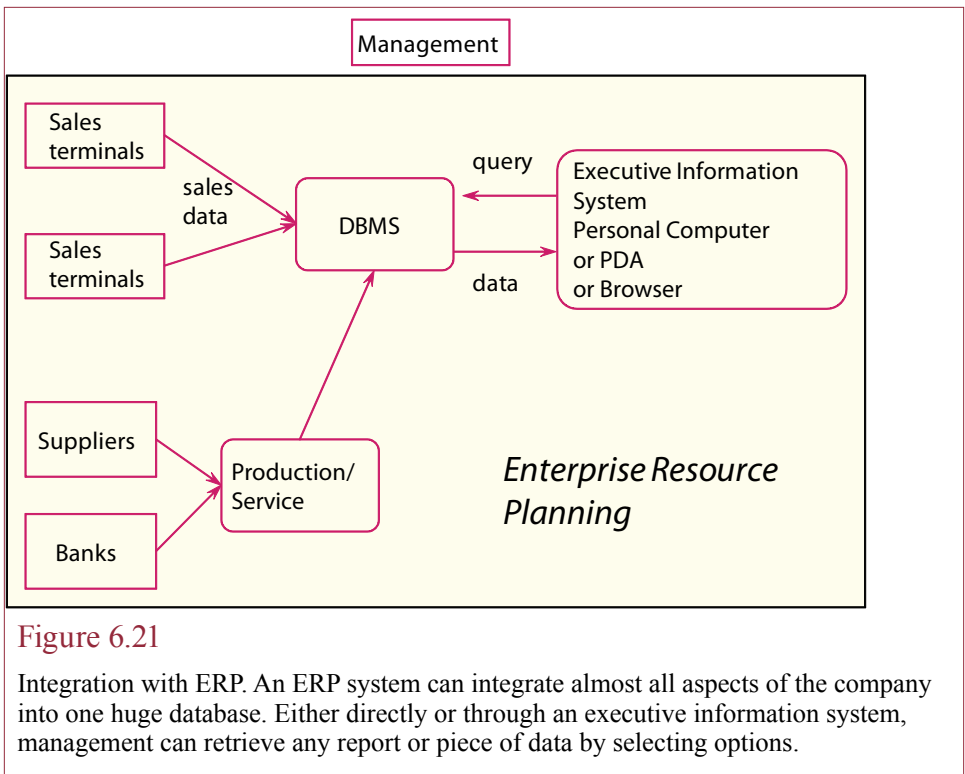 Management
Sales
terminals
sales
data
Sales
terminals
DBMS
query
data
Executive Information
System
Personal Computer
or PDA
or Browser
Suppliers
Banks
Production/
Service
Enterprise Resource
Planning
Figure 6.21
Integration with ERP. An ERP system can integrate almost all aspects of the company
into one huge database. Either directly or through an executive information system,
management can retrieve any report or piece of data by selecting options.